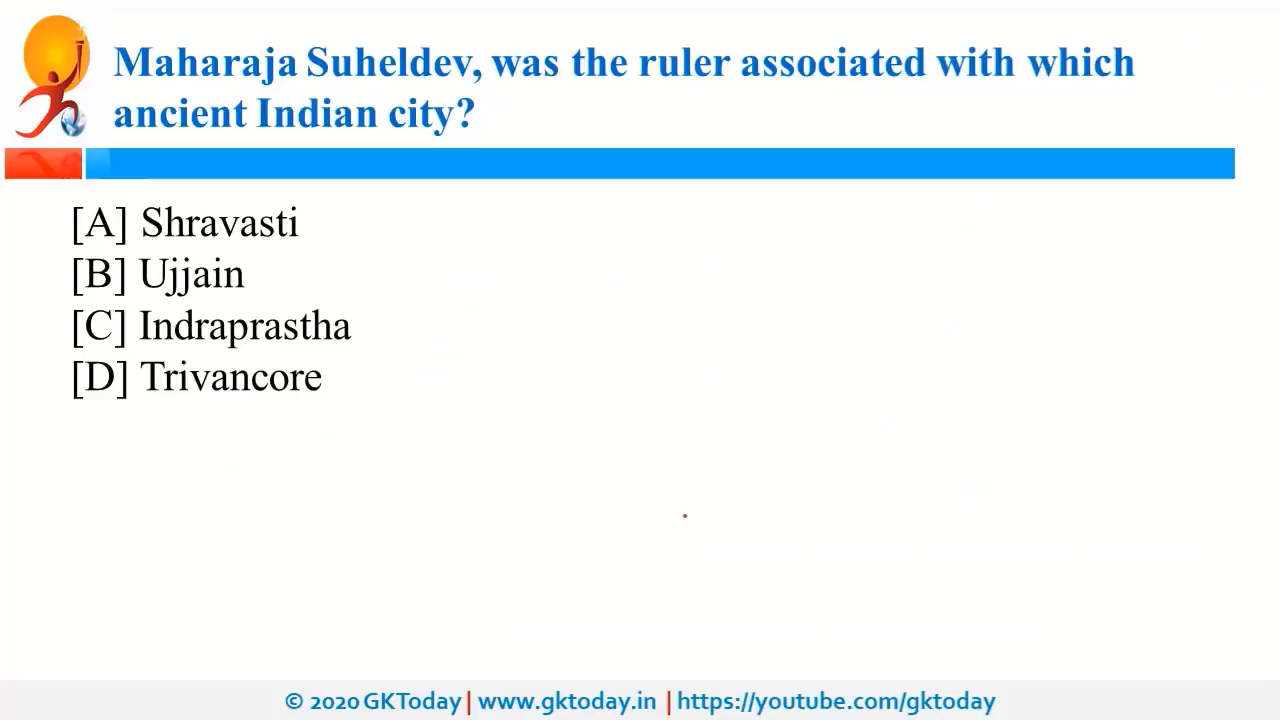 Maharaja Suheldev, was the ruler associated with which
ancient Indian city?
[A] Shravasti
[B] Ujjain
[C] Indraprastha
[D] Trivancore
© 2020 GKToday | www.gktoday.in | https://youtube.com/gktoday